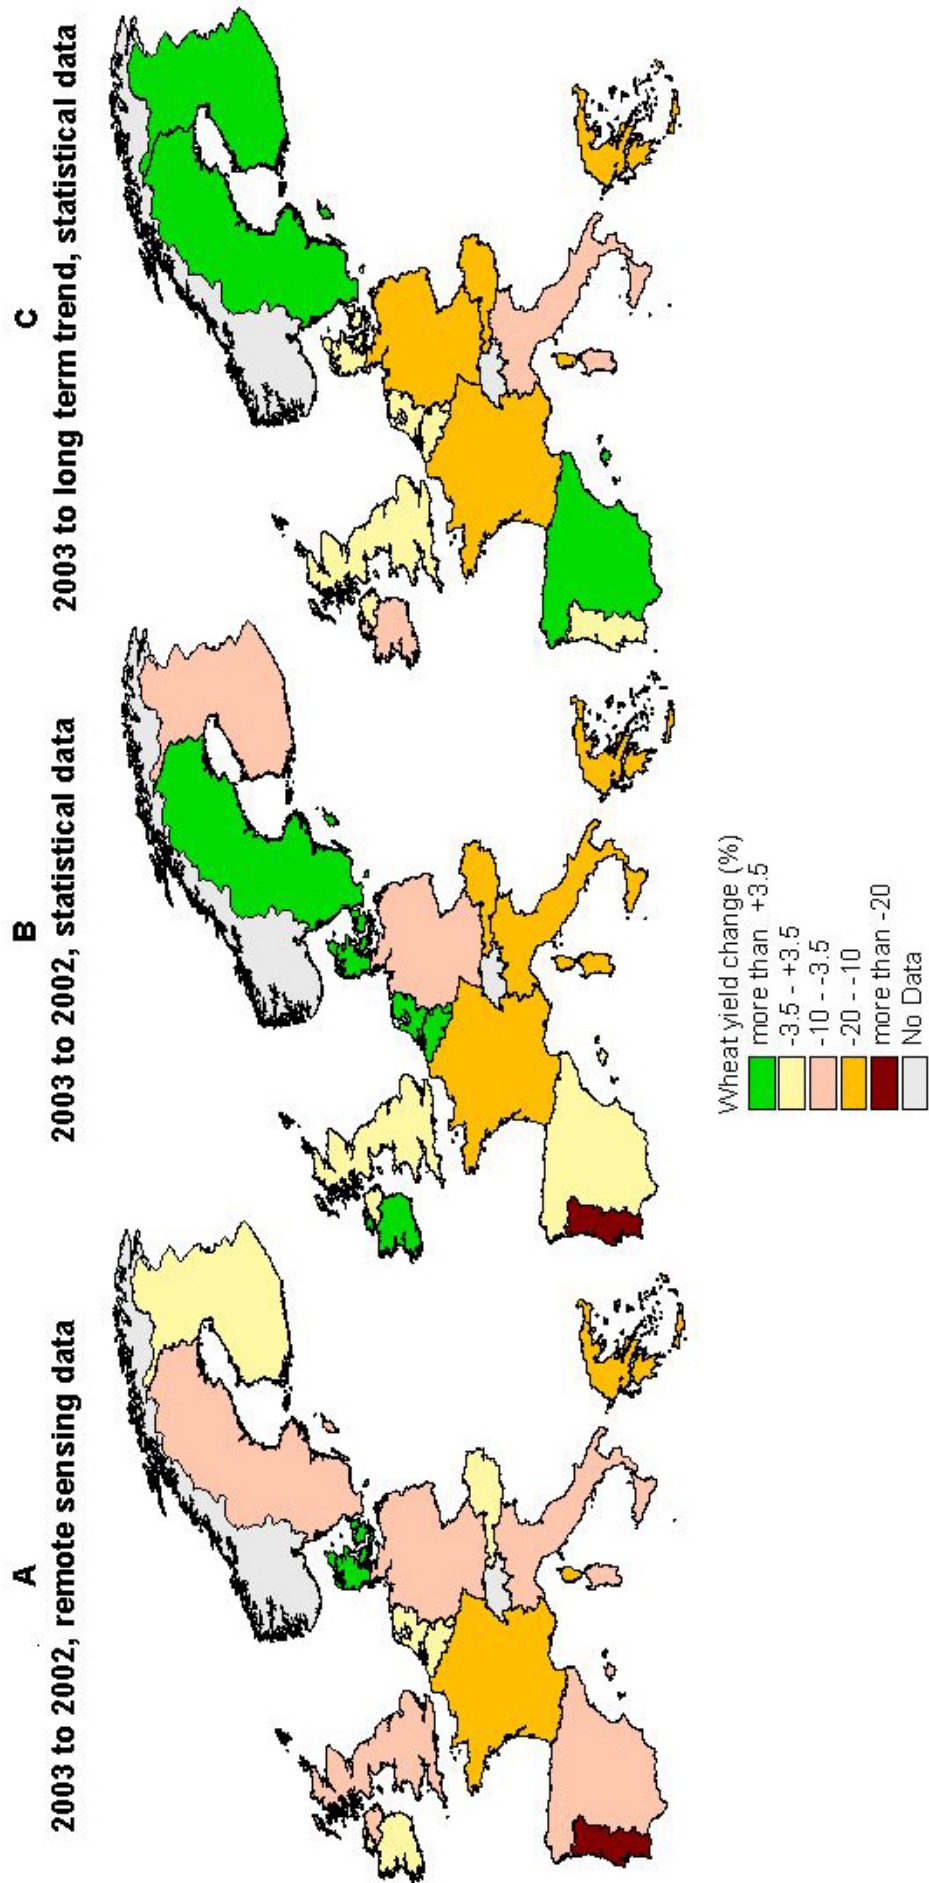 A
2003 to 2002, remote sensing data
B
2003 to 2002, statistical data
C
2003 to long term trend, statistical data
Wheat yield change (%)
more than +3.5
-3.5 - +3.5
-10 - -3.5
-20 - -10
more than -20
No Data